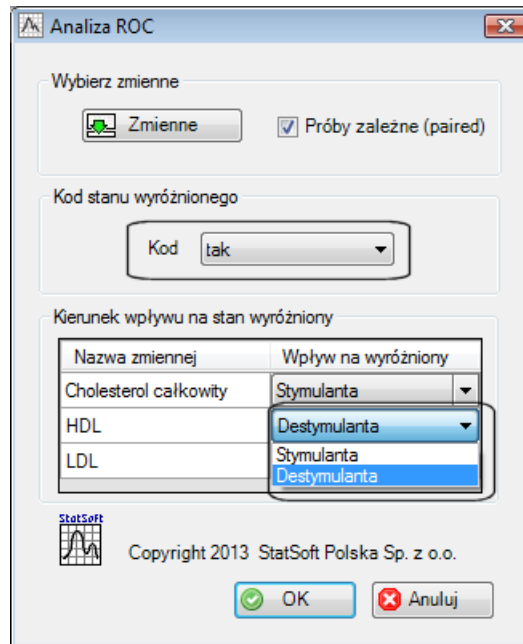 Analiza ROC
Wybierz zmienne
Zmienne
Próby zależne (paired)
Kod stanu wyróżnionego
Kod tak
Kierunek wpływu na stan wyróżniony
Nazwa zmiennej Wpływ na wyróżniony
Cholesterol całkowity Stymulanta
HDL Destymulanta
LDL Stymulanta
Destymulanta
StatSoft
Copyright 2013 StatSoft Polska Sp. z o.o.
OK Anuluj